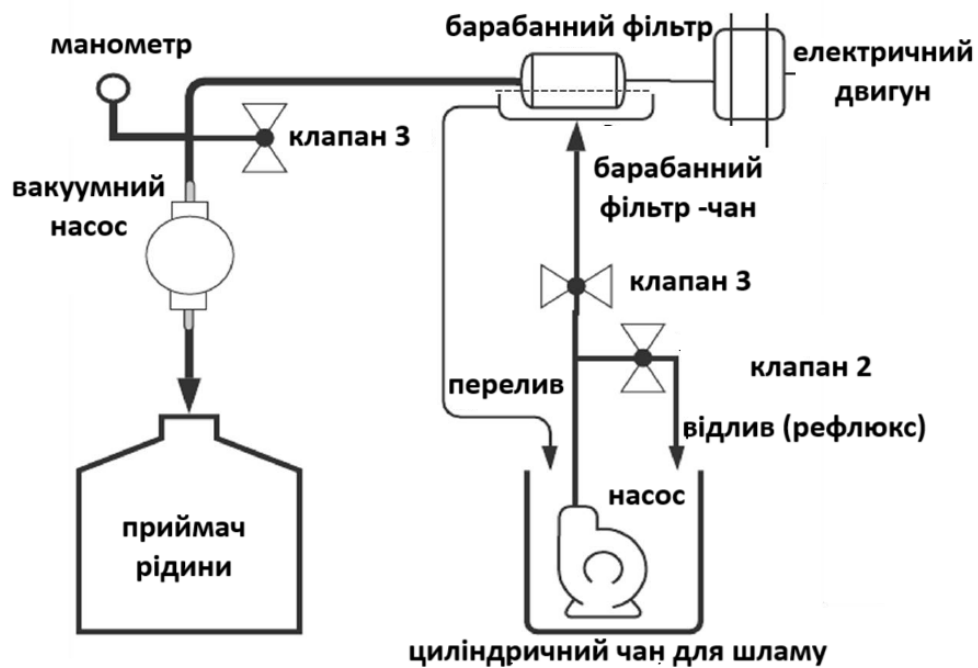 манометр
барабанний фільтр
електричний
двигун
клапан 3
вакуумний
насос
барабанний
фільтр -чан
клапан 3
клапан 2
перелив
відлив (рефлюкс)
насос
приймач
рідини
циліндричний чан для шламу